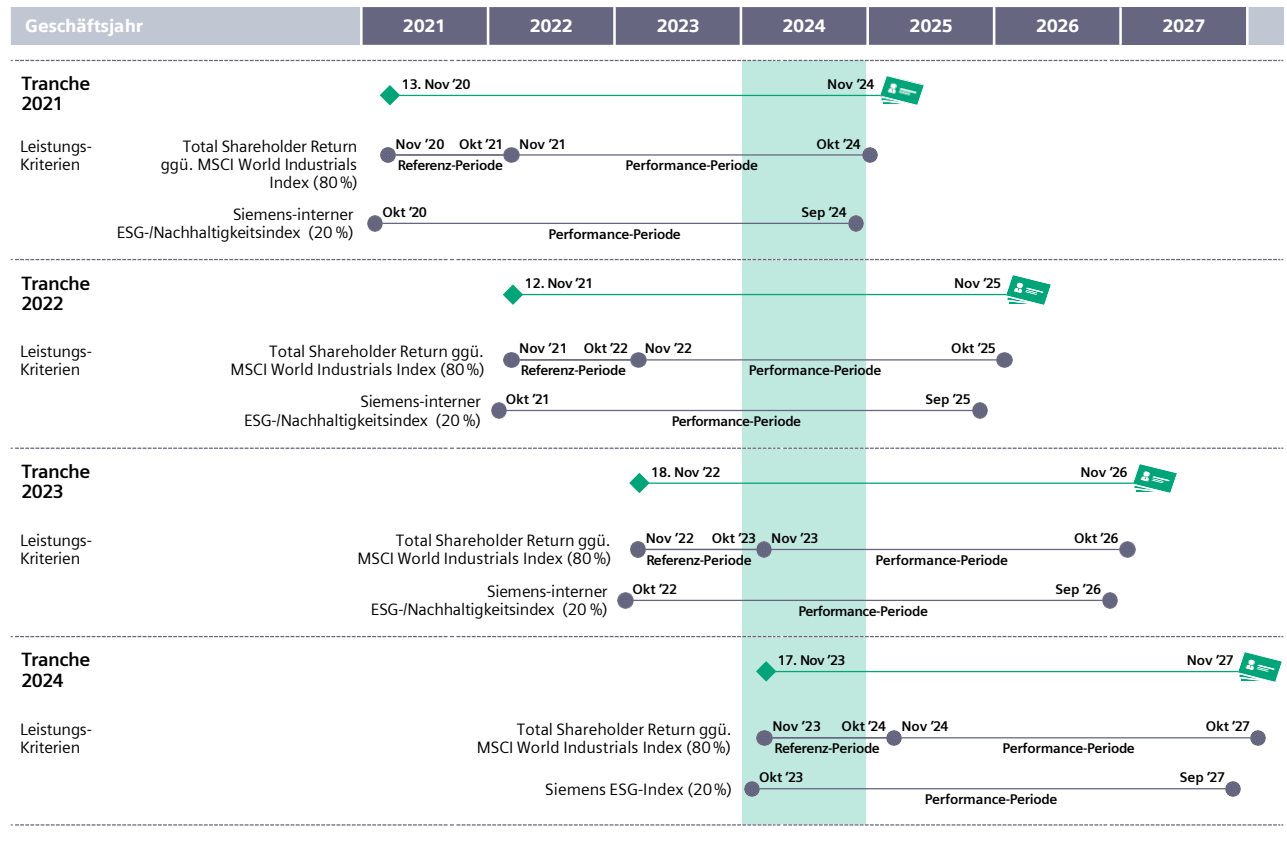 Geschäftsjahr 2021 2022 2023 2024 2025 2026 2027
Tranche
2021
13. Nov ’20 Nov ’24
Leistungs-
Kriterien
Total Shareholder Return
ggü. MSCI World Industrials
Index (80 %)
Nov ’20 Okt ’21 Nov ’21 Okt ’24
Referenz-Periode Performance-Periode
Siemens-interner
ESG-/Nachhaltigkeitsindex (20 %)
Okt ’20 Sep ’24
Performance-Periode
Tranche
2022
12. Nov ’21 Nov ’25
Leistungs-
Kriterien
Total Shareholder Return ggü.
MSCI World Industrials Index (80 %)
Nov ’21 Okt ’22 Nov ’22 Okt ’25
Referenz-Periode Performance-Periode
Siemens-interner
ESG-/Nachhaltigkeitsindex (20 %)
Okt ’21 Sep ’25
Performance-Periode
Tranche
2023
18. Nov ’22 Nov ’26
Leistungs-
Kriterien
Total Shareholder Return ggü.
MSCI World Industrials Index (80 %)
Nov ’22 Okt ’23 Nov ’23 Okt ’26
Referenz-Periode Performance-Periode
Siemens-interner
ESG-/Nachhaltigkeitsindex (20 %)
Okt ’22 Sep ’26
Performance-Periode
Tranche
2024
17. Nov ’23 Nov ’27
Leistungs-
Kriterien
Total Shareholder Return ggü.
MSCI World Industrials Index (80 %)
Nov ’23 Okt ’24 Nov ’24 Okt ’27
Referenz-Periode Performance-Periode
Siemens ESG-Index (20 %)
Okt ’23 Sep ’27
Performance-Periode